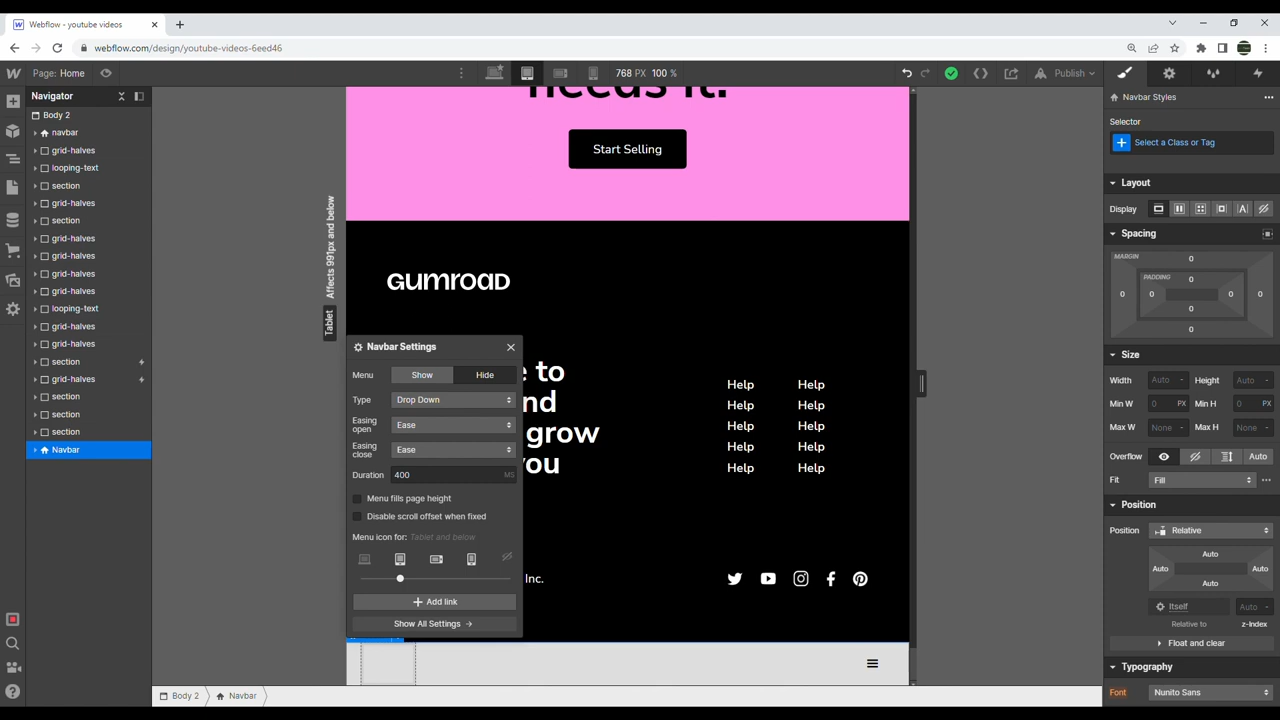 Webflow - youtube videos
webflow.com/design/youtube-videos-6eed46
Page: Home
768 PX 100 %
Publish
Navigator
Body 2
navbar
grid-halves
looping-text
section
grid-halves
section
grid-halves
grid-halves
grid-halves
grid-halves
looping-text
grid-halves
grid-halves
section
grid-halves
section
section
section
Navbar
Affects 991px and below
Tablet
needs it.
Start Selling
GUMROAD
e to
nd
grow
you
Help Help
Help Help
Help Help
Help Help
Help Help
Inc.
Navbar Settings
Menu Show Hide
Type Drop Down
Easing open Ease
Easing close Ease
Duration 400 MS
Menu fills page height
Disable scroll offset when fixed
Menu icon for: Tablet and below
Add link
Show All Settings
Body 2 Navbar
Navbar Styles
Selector
Select a Class or Tag
Layout
Display
Spacing
MARGIN 0
PADDING 0
0 0 0 0
0
0
Size
Width Auto - Height Auto -
Min W 0 PX Min H 0 PX
Max W None - Max H None -
Overflow Auto
Fit Fill
Position
Position Relative
Auto
Auto Auto
Auto
Itself Auto -
Relative to z-Index
Float and clear
Typography
Font Nunito Sans